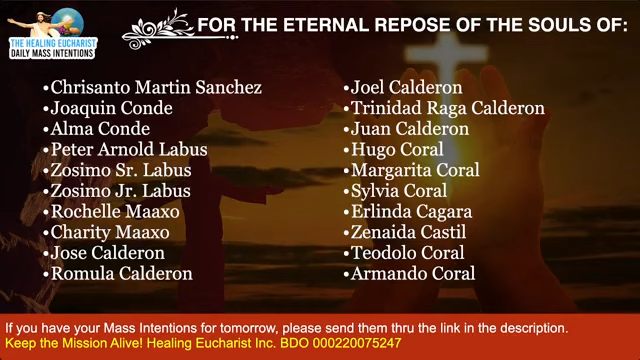 THE HEALING EUCHARIST
DAILY MASS INTENTIONS
FOR THE ETERNAL REPOSE OF THE SOULS OF:
•Chrisanto Martin Sanchez
•Joaquin Conde
•Alma Conde
•Peter Arnold Labus
•Zosimo Sr. Labus
•Zosimo Jr. Labus
•Rochelle Maaxo
•Charity Maaxo
•Jose Calderon
•Romula Calderon
•Joel Calderon
•Trinidad Raga Calderon
•Juan Calderon
•Hugo Coral
•Margarita Coral
•Sylvia Coral
•Erlinda Cagara
•Zenaida Castil
•Teodolo Coral
•Armando Coral
If you have your Mass Intentions for tomorrow, please send them thru the link in the description.
Keep the Mission Alive! Healing Eucharist Inc. BDO 000220075247